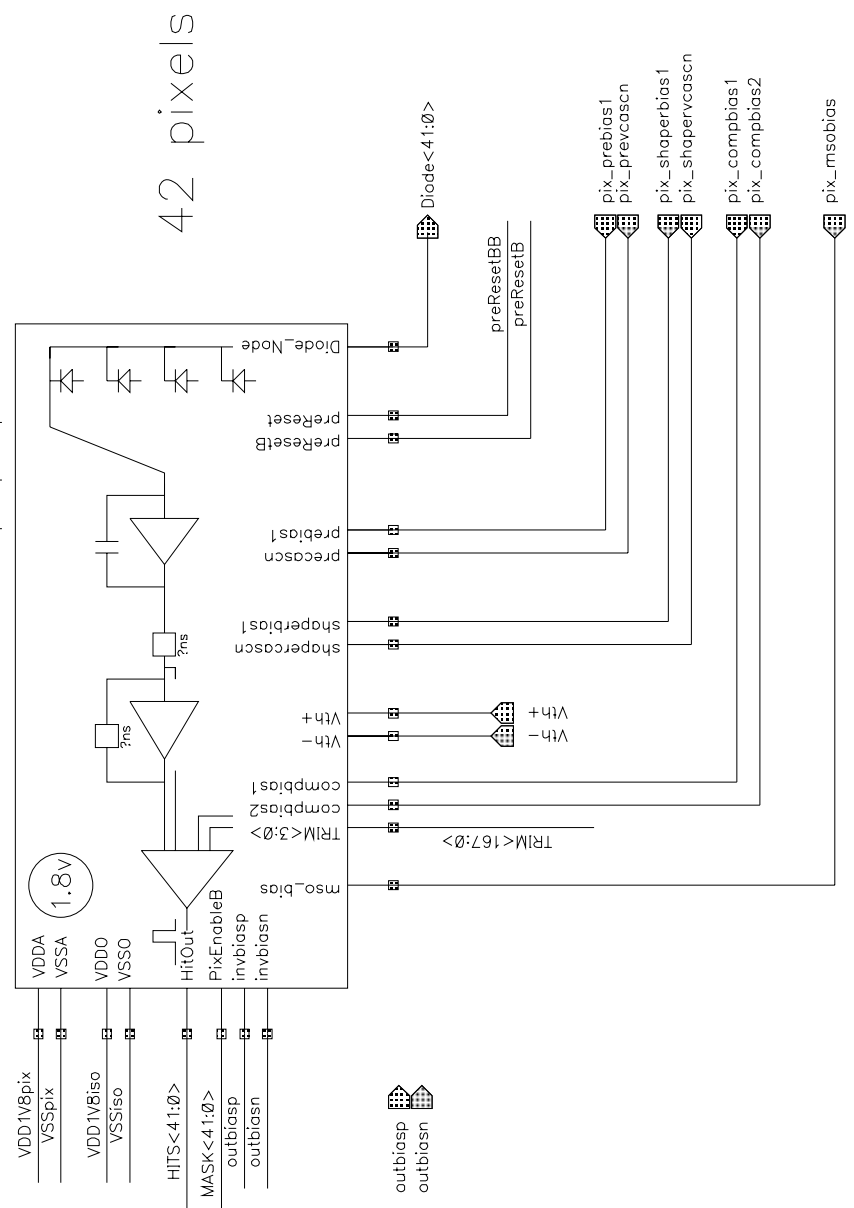 42 pixels
Diode<41:0>
preResetBB
preResetB
pix_prebias1
pix_prevcascn
pix_shaperbias1
pix_shapervcascn
pix_compbias1
pix_compbias2
pix_msobias
Diode_Node
preReset
preResetB
prebias1
precascn
shaperbias1
shapercascn
Vth+
Vth-
compbias1
compbias2
TRIM<3:0>
mso_bias
?ns
?ns
Vth+
Vth-
TRIM<167:0>
1.8v
VDDA
VSSA
VDDO
VSSO
HitOut
PixEnableB
invbiasp
invbiasn
VDD1V8pix
VSSpix
VDD1V8iso
VSSiso
HITS<41:0>
MASK<41:0>
outbiasp
outbiasn
outbiasp
outbiasn